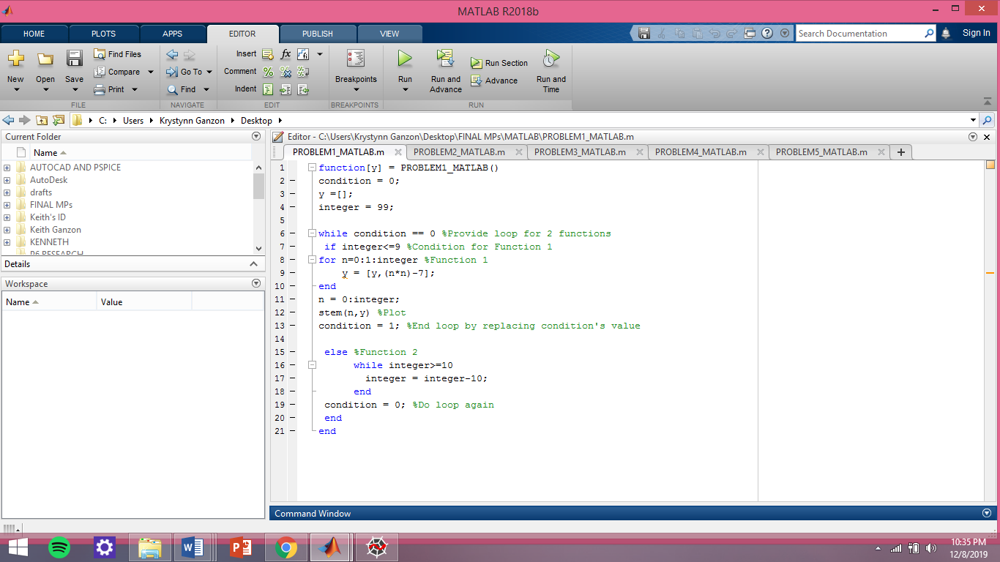 MATLAB R2018b
HOME PLOTS APPS EDITOR PUBLISH VIEW
Search Documentation
Sign In
New
Open
Save
Find Files
Compare
Print
FILE
Go To
Find
NAVIGATE
Insert
Comment
Indent
EDIT
Breakpoints
BREAKPOINTS
Run
Run and Advance
Run Section
Advance
Run and Time
RUN
C: Users Krystynn Ganzon Desktop
Current Folder
Name
AUTOCAD AND PSPICE
AutoDesk
drafts
FINAL MPs
Keith's ID
Keith Ganzon
KENNETH
P6 RESEARCH
Details
Workspace
Name Value
Editor - C:\Users\Krystynn Ganzon\Desktop\FINAL MPs\MATLAB\PROBLEM1_MATLAB.m
PROBLEM1_MATLAB.m PROBLEM2_MATLAB.m PROBLEM3_MATLAB.m PROBLEM4_MATLAB.m PROBLEM5_MATLAB.m
1 function[y] = PROBLEM1_MATLAB()
2 condition = 0;
3 y =[];
4 integer = 99;
5
6 while condition == 0 %Provide loop for 2 functions
7 if integer<=9 %Condition for Function 1
8 for n=0:1:integer %Function 1
9 y = [y,(n*n)-7];
10 end
11 n = 0:integer;
12 stem(n,y) %Plot
13 condition = 1; %End loop by replacing condition's value
14
15 else %Function 2
16 while integer>=10
17 integer = integer-10;
18 end
19 condition = 0; %Do loop again
20 end
21 end
Command Window
10:35 PM
12/8/2019